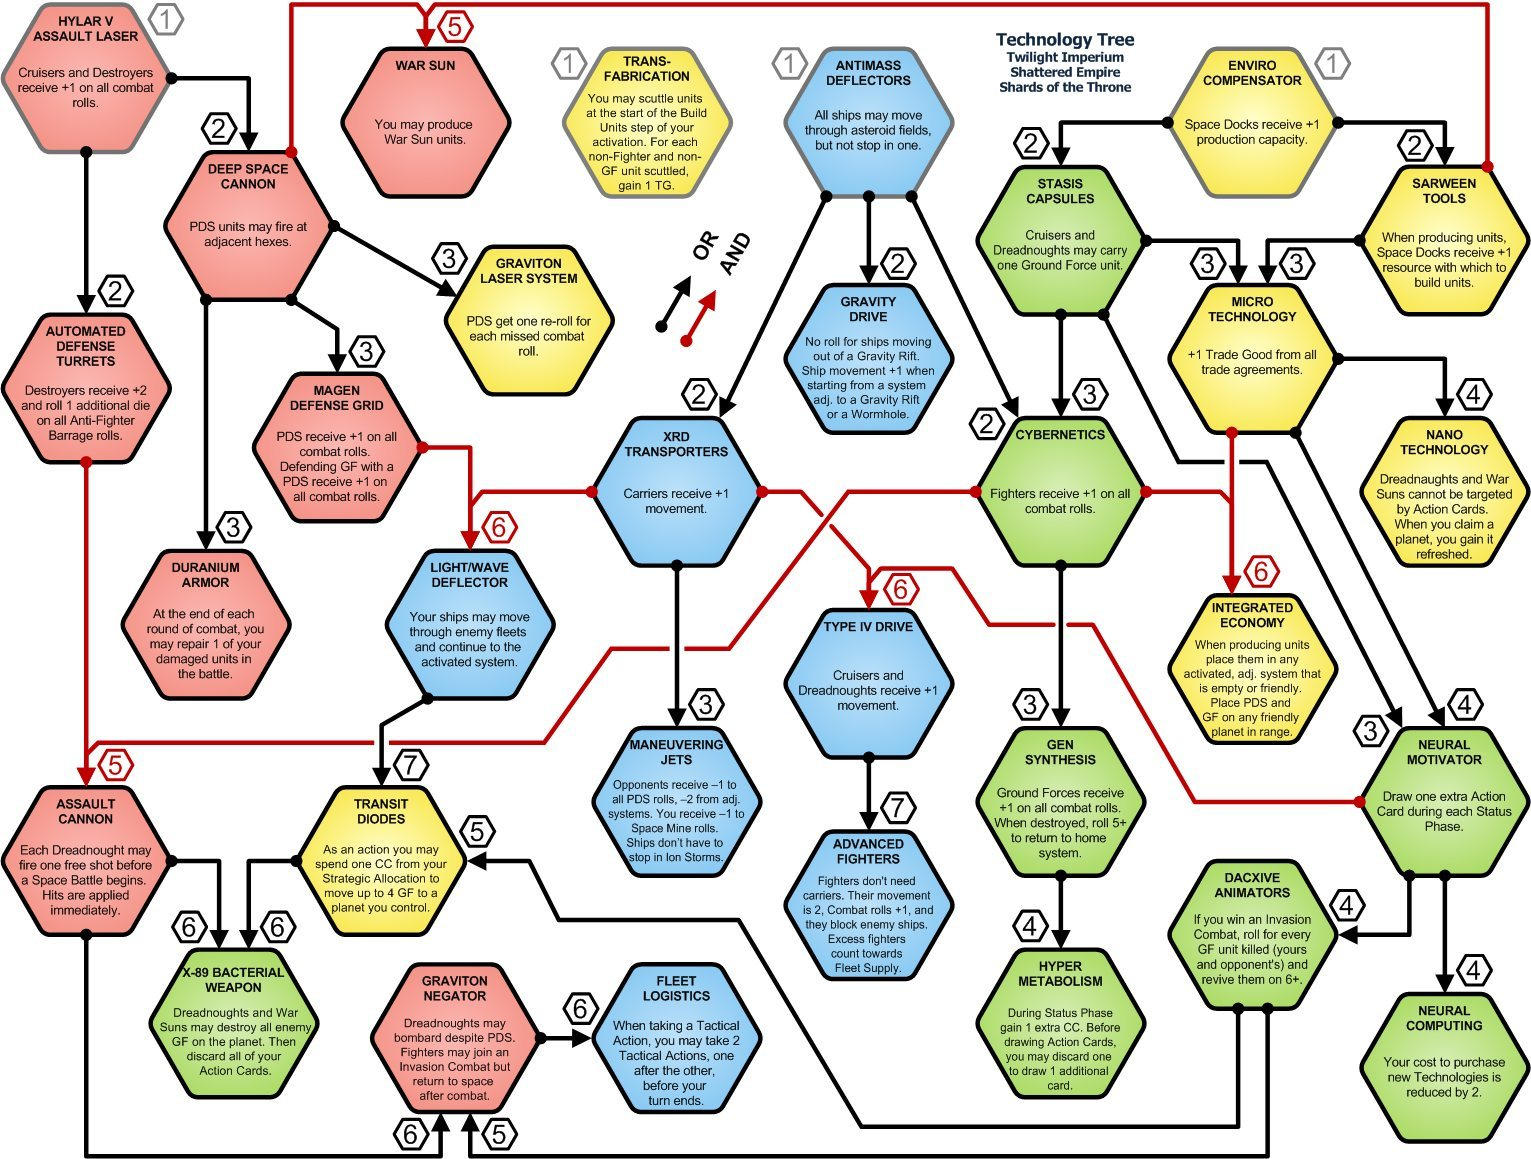 HYLAR V
ASSAULT LASER
Cruisers and Destroyers
receive +1 on all combat
rolls.
1
5
WAR SUN
You may produce
War Sun units.
1
TRANS-
FABRICATION
You may scuttle units
at the start of the Build
Units step of your
activation. For each
non-Fighter and non-
GF unit scuttled,
gain 1 TG.
1
ANTIMASS
DEFLECTORS
All ships may move
through asteroid fields,
but not stop in one.
Technology Tree
Twilight Imperium
Shattered Empire
Shards of the Throne
ENVIRO
COMPENSATOR
Space Docks receive +1
production capacity.
1
2
DEEP SPACE
CANNON
PDS units may fire at
adjacent hexes.
2
STASIS
CAPSULES
Cruisers and
Dreadnoughts may carry
one Ground Force unit.
2
SARWEEN
TOOLS
When producing units,
Space Docks receive +1
resource with which to
build units.
3
GRAVITON
LASER SYSTEM
PDS get one re-roll for
each missed combat
roll.
OR
AND
2
GRAVITY
DRIVE
No roll for ships moving
out of a Gravity Rift.
Ship movement +1 when
starting from a system
adj. to a Gravity Rift
or a Wormhole.
3
3
MICRO
TECHNOLOGY
+1 Trade Good from all
trade agreements.
2
AUTOMATED
DEFENSE
TURRETS
Destroyers receive +2
and roll 1 additional die
on all Anti-Fighter
Barrage rolls.
3
MAGEN
DEFENSE GRID
PDS receive +1 on all
combat rolls.
Defending GF with a
PDS receive +1 on
all combat rolls.
2
XRD
TRANSPORTERS
Carriers receive +1
movement.
2
3
CYBERNETICS
Fighters receive +1 on all
combat rolls.
4
NANO
TECHNOLOGY
Dreadnaughts and War
Suns cannot be targeted
by Action Cards.
When you claim a
planet, you gain it
refreshed.
3
DURANIUM
ARMOR
At the end of each
round of combat, you
may repair 1 of your
damaged units in
the battle.
6
LIGHT/WAVE
DEFLECTOR
Your ships may move
through enemy fleets
and continue to the
activated system.
6
TYPE IV DRIVE
Cruisers and
Dreadnoughts receive +1
movement.
6
INTEGRATED
ECONOMY
When producing units
place them in any
activated, adj. system that
is empty or friendly.
Place PDS and
GF on any friendly
planet in range.
3
MANEUVERING
JETS
Opponents receive –1 to
all PDS rolls, –2 from adj.
systems. You receive –1 to
Space Mine rolls.
Ships don't have to
stop in Ion Storms.
3
GEN
SYNTHESIS
Ground Forces receive
+1 on all combat rolls.
When destroyed, roll 5+
to return to home
system.
3
4
NEURAL
MOTIVATOR
Draw one extra Action
Card during each Status
Phase.
5
ASSAULT
CANNON
Each Dreadnought may
fire one free shot before
a Space Battle begins.
Hits are applied
immediately.
7
TRANSIT
DIODES
As an action you may
spend one CC from your
Strategic Allocation to
move up to 4 GF to a
planet you control.
5
7
ADVANCED
FIGHTERS
Fighters don't need
carriers. Their movement
is 2, Combat rolls +1, and
they block enemy ships.
Excess fighters
count towards
Fleet Supply.
DACXIVE
ANIMATORS
If you win an Invasion
Combat, roll for every
GF unit killed (yours
and opponent's) and
revive them on 6+.
4
6
6
X-89 BACTERIAL
WEAPON
Dreadnoughts and War
Suns may destroy all enemy
GF on the planet. Then
discard all of your
Action Cards.
GRAVITON
NEGATOR
Dreadnoughts may
bombard despite PDS.
Fighters may join an
Invasion Combat but
return to space
after combat.
6
5
6
FLEET
LOGISTICS
When taking a Tactical
Action, you may take 2
Tactical Actions, one
after the other,
before your
turn ends.
4
HYPER
METABOLISM
During Status Phase
gain 1 extra CC. Before
drawing Action Cards,
you may discard one
to draw 1 additional
card.
4
NEURAL
COMPUTING
Your cost to purchase
new Technologies is
reduced by 2.